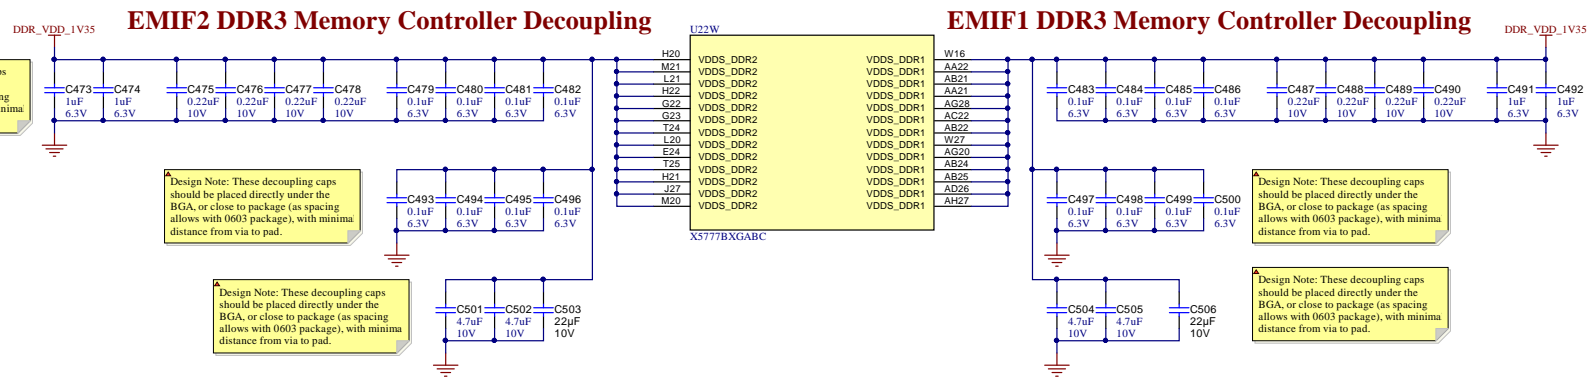 EMIF2 DDR3 Memory Controller Decoupling
EMIF1 DDR3 Memory Controller Decoupling
DDR_VDD_1V35
DDR_VDD_1V35
C473
1uF
6.3V
C474
1uF
6.3V
C475
0.22uF
10V
C476
0.22uF
10V
C477
0.22uF
10V
C478
0.22uF
10V
C479
0.1uF
6.3V
C480
0.1uF
6.3V
C481
0.1uF
6.3V
C482
0.1uF
6.3V
U22W
H20 VDDS_DDR2 VDDS_DDR1 W16
M21 VDDS_DDR2 VDDS_DDR1 AA22
L21 VDDS_DDR2 VDDS_DDR1 AB21
H22 VDDS_DDR2 VDDS_DDR1 AA21
G22 VDDS_DDR2 VDDS_DDR1 AG28
G23 VDDS_DDR2 VDDS_DDR1 AC22
T24 VDDS_DDR2 VDDS_DDR1 AB22
L20 VDDS_DDR2 VDDS_DDR1 W27
E24 VDDS_DDR2 VDDS_DDR1 AG20
T25 VDDS_DDR2 VDDS_DDR1 AB24
H21 VDDS_DDR2 VDDS_DDR1 AB25
J27 VDDS_DDR2 VDDS_DDR1 AD26
M20 VDDS_DDR2 VDDS_DDR1 AH27
X5777BXGABC
C483
0.1uF
6.3V
C484
0.1uF
6.3V
C485
0.1uF
6.3V
C486
0.1uF
6.3V
C487
0.22uF
10V
C488
0.22uF
10V
C489
0.22uF
10V
C490
0.22uF
10V
C491
1uF
6.3V
C492
1uF
6.3V
Design Note: These decoupling caps
should be placed directly under the
BGA, or close to package (as spacing
allows with 0603 package), with minimal
distance from via to pad.
C493
0.1uF
6.3V
C494
0.1uF
6.3V
C495
0.1uF
6.3V
C496
0.1uF
6.3V
C497
0.1uF
6.3V
C498
0.1uF
6.3V
C499
0.1uF
6.3V
C500
0.1uF
6.3V
Design Note: These decoupling caps
should be placed directly under the
BGA, or close to package (as spacing
allows with 0603 package), with minima
distance from via to pad.
Design Note: These decoupling caps
should be placed directly under the
BGA, or close to package (as spacing
allows with 0603 package), with minima
distance from via to pad.
C501
4.7uF
10V
C502
4.7uF
10V
C503
22µF
10V
C504
4.7uF
10V
C505
4.7uF
10V
C506
22µF
10V
Design Note: These decoupling caps
should be placed directly under the
BGA, or close to package (as spacing
allows with 0603 package), with minima
distance from via to pad.